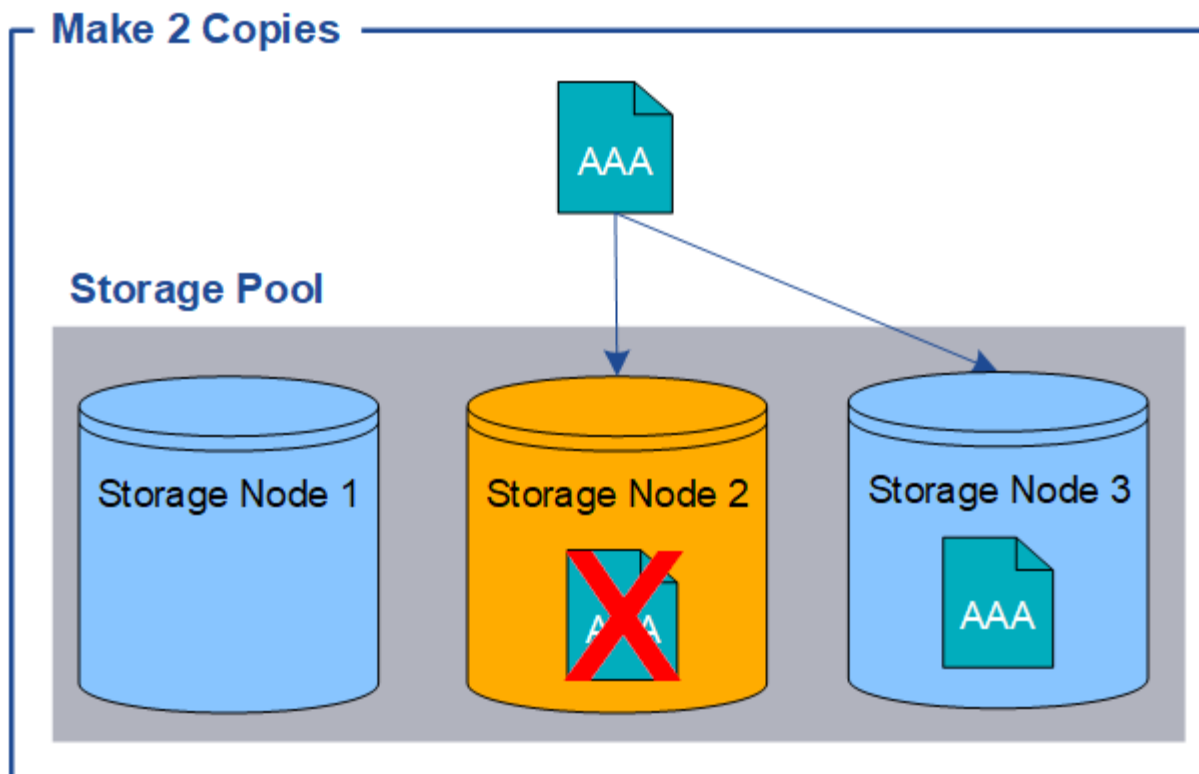 Make 2 Copies
AAA
Storage Pool
Storage Node 1
Storage Node 2
Storage Node 3
AAA